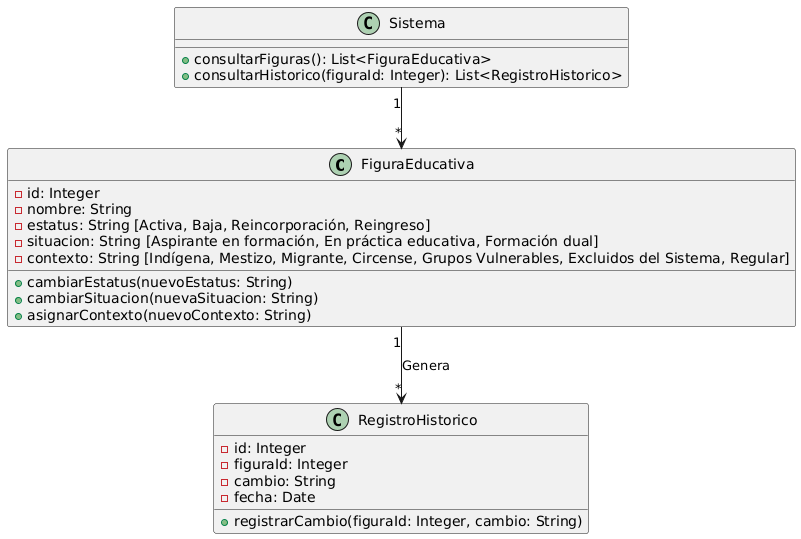 C Sistema
consultarFiguras(): List<FiguraEducativa>
consultarHistorico(figuraId: Integer): List<RegistroHistorico>
1
*
C FiguraEducativa
id: Integer
nombre: String
estatus: String [Activa, Baja, Reincorporación, Reingreso]
situacion: String [Aspirante en formación, En práctica educativa, Formación dual]
contexto: String [Indígena, Mestizo, Migrante, Circense, Grupos Vulnerables, Excluidos del Sistema, Regular]
cambiarEstatus(nuevoEstatus: String)
cambiarSituacion(nuevaSituacion: String)
asignarContexto(nuevoContexto: String)
1
Genera
*
C RegistroHistorico
id: Integer
figuraId: Integer
cambio: String
fecha: Date
registrarCambio(figuraId: Integer, cambio: String)